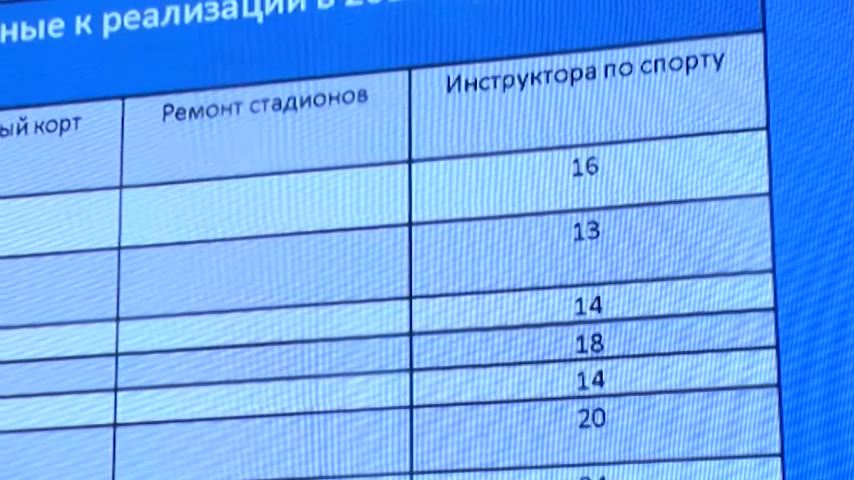 ные к реализации в
ый корт
Ремонт стадионов
Инструктора по спорту
16
13
14
18
14
20